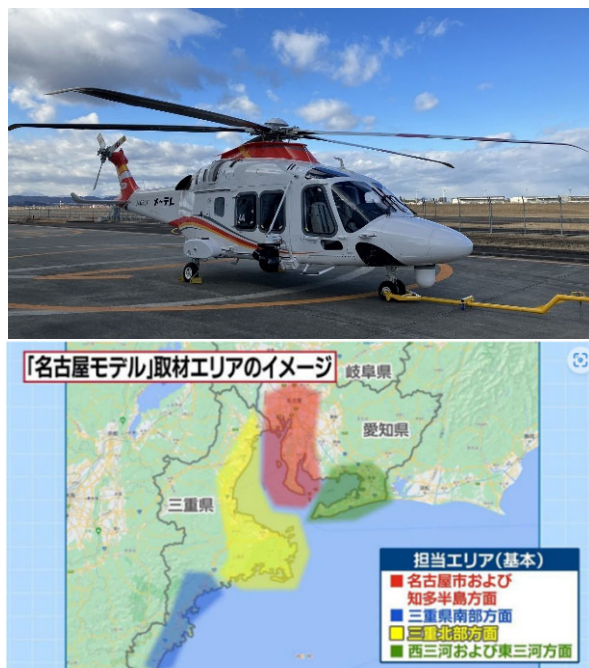 メ〜テレ
「名古屋モデル」取材エリアのイメージ
岐阜県
愛知県
三重県
担当エリア(基本)
■名古屋市および
知多半島方面
■三重県南部方面
■三重北部方面
■西三河および東三河方面